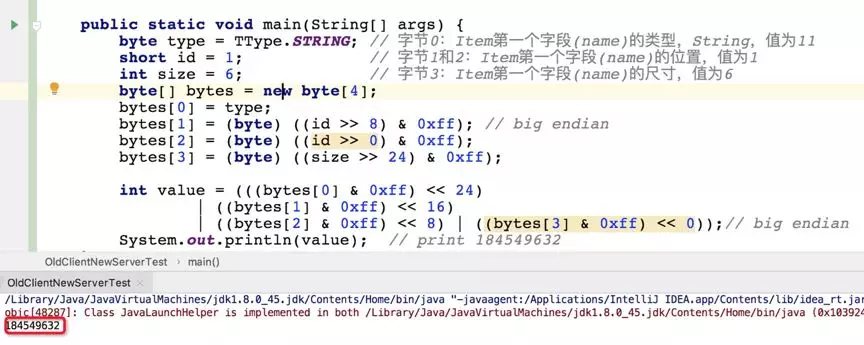 public static void main(String[] args) {
byte type = TType.STRING; // 字节0：Item第一个字段(name)的类型，String，值为11
short id = 1; // 字节1和2：Item第一个字段(name)的位置，值为1
int size = 6; // 字节3：Item第一个字段(name)的尺寸，值为6
byte[] bytes = new byte[4];
bytes[0] = type;
bytes[1] = (byte) ((id >> 8) & 0xff); // big endian
bytes[2] = (byte) ((id >> 0) & 0xff);
bytes[3] = (byte) ((size >> 24) & 0xff);
int value = (((bytes[0] & 0xff) << 24)
| ((bytes[1] & 0xff) << 16)
| ((bytes[2] & 0xff) << 8) | ((bytes[3] & 0xff) << 0));// big endian
System.out.println(value); // print 184549632
OldClientNewServerTest › main()
OldClientNewServerTest ×
/Library/Java/JavaVirtualMachines/jdk1.8.0_45.jdk/Contents/Home/bin/java "-javaagent:/Applications/IntelliJ IDEA.app/Contents/lib/idea_rt.jar
objc[48287]: Class JavaLaunchHelper is implemented in both /Library/Java/JavaVirtualMachines/jdk1.8.0_45.jdk/Contents/Home/bin/java (0x103924
184549632